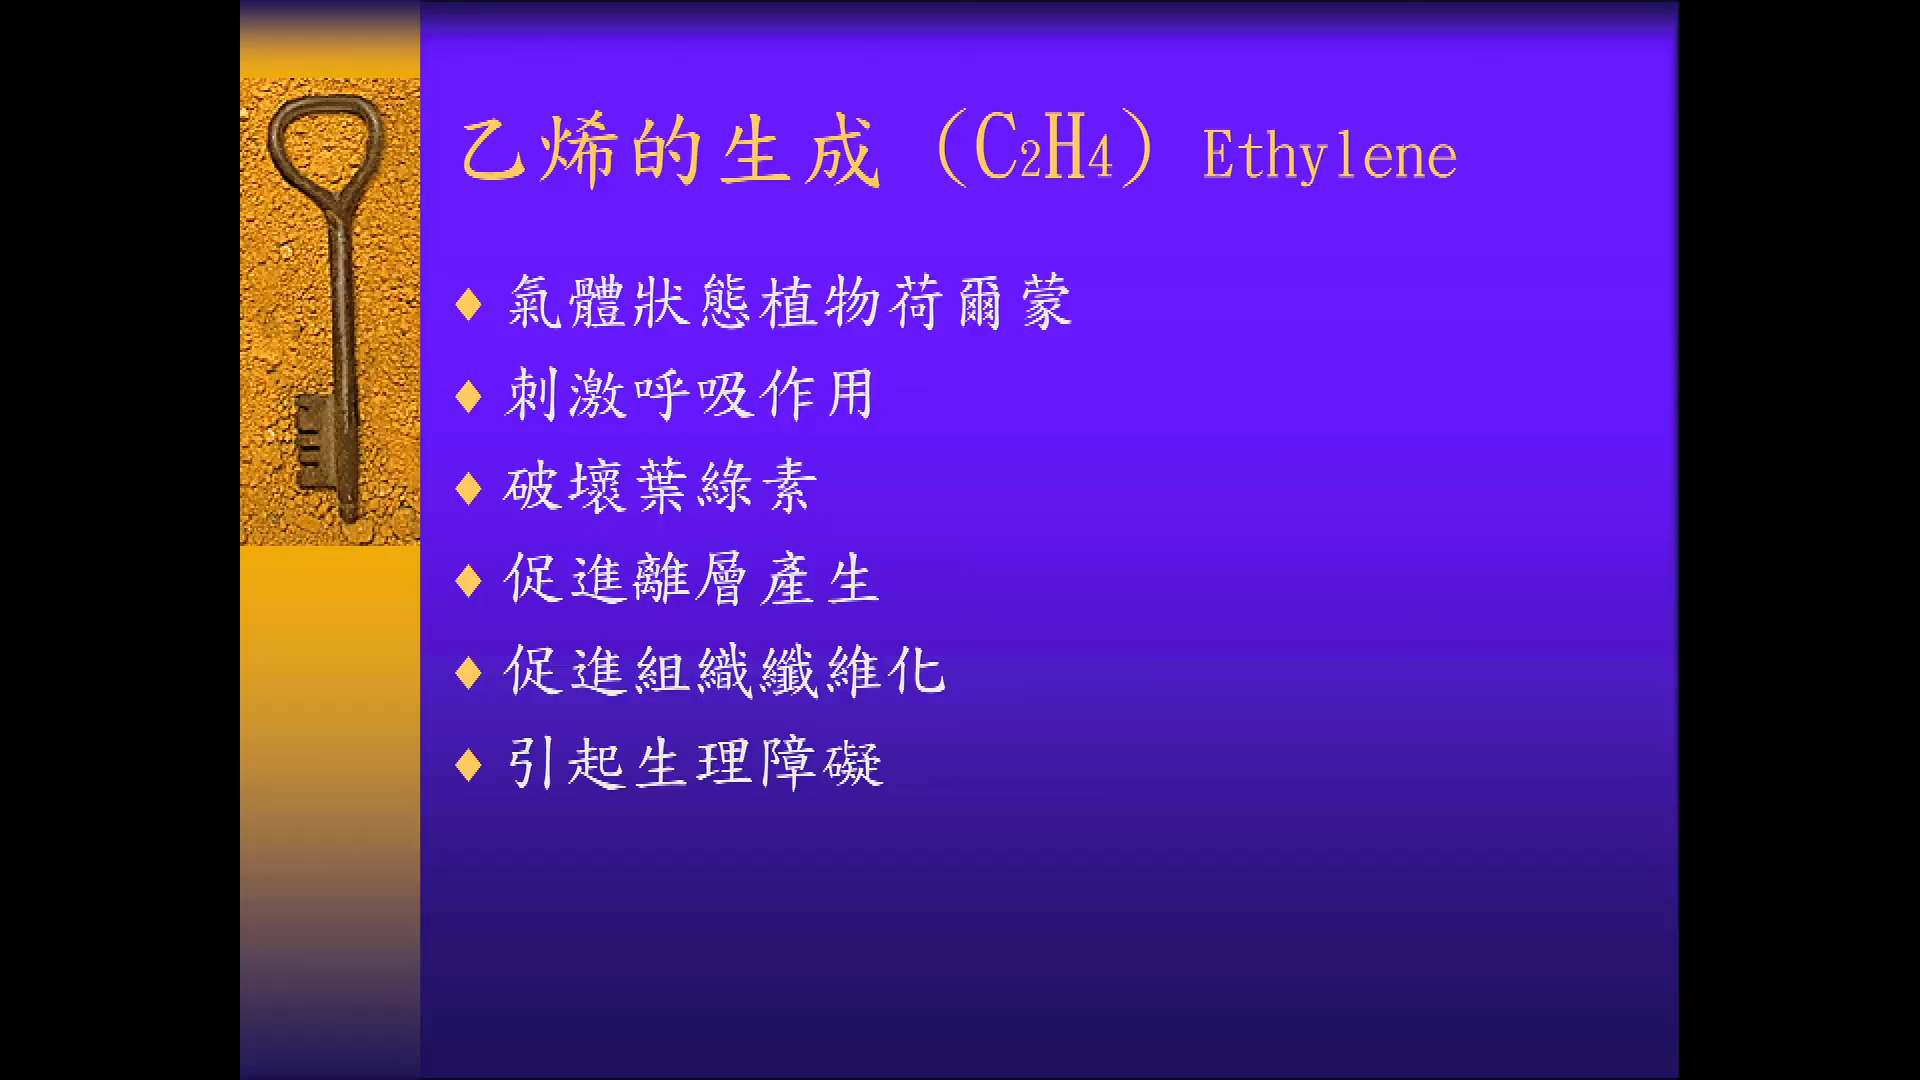 乙烯的生成（C2H4）Ethylene
氣體狀態植物荷爾蒙
刺激呼吸作用
破壞葉綠素
促進離層產生
促進組織纖維化
引起生理障礙